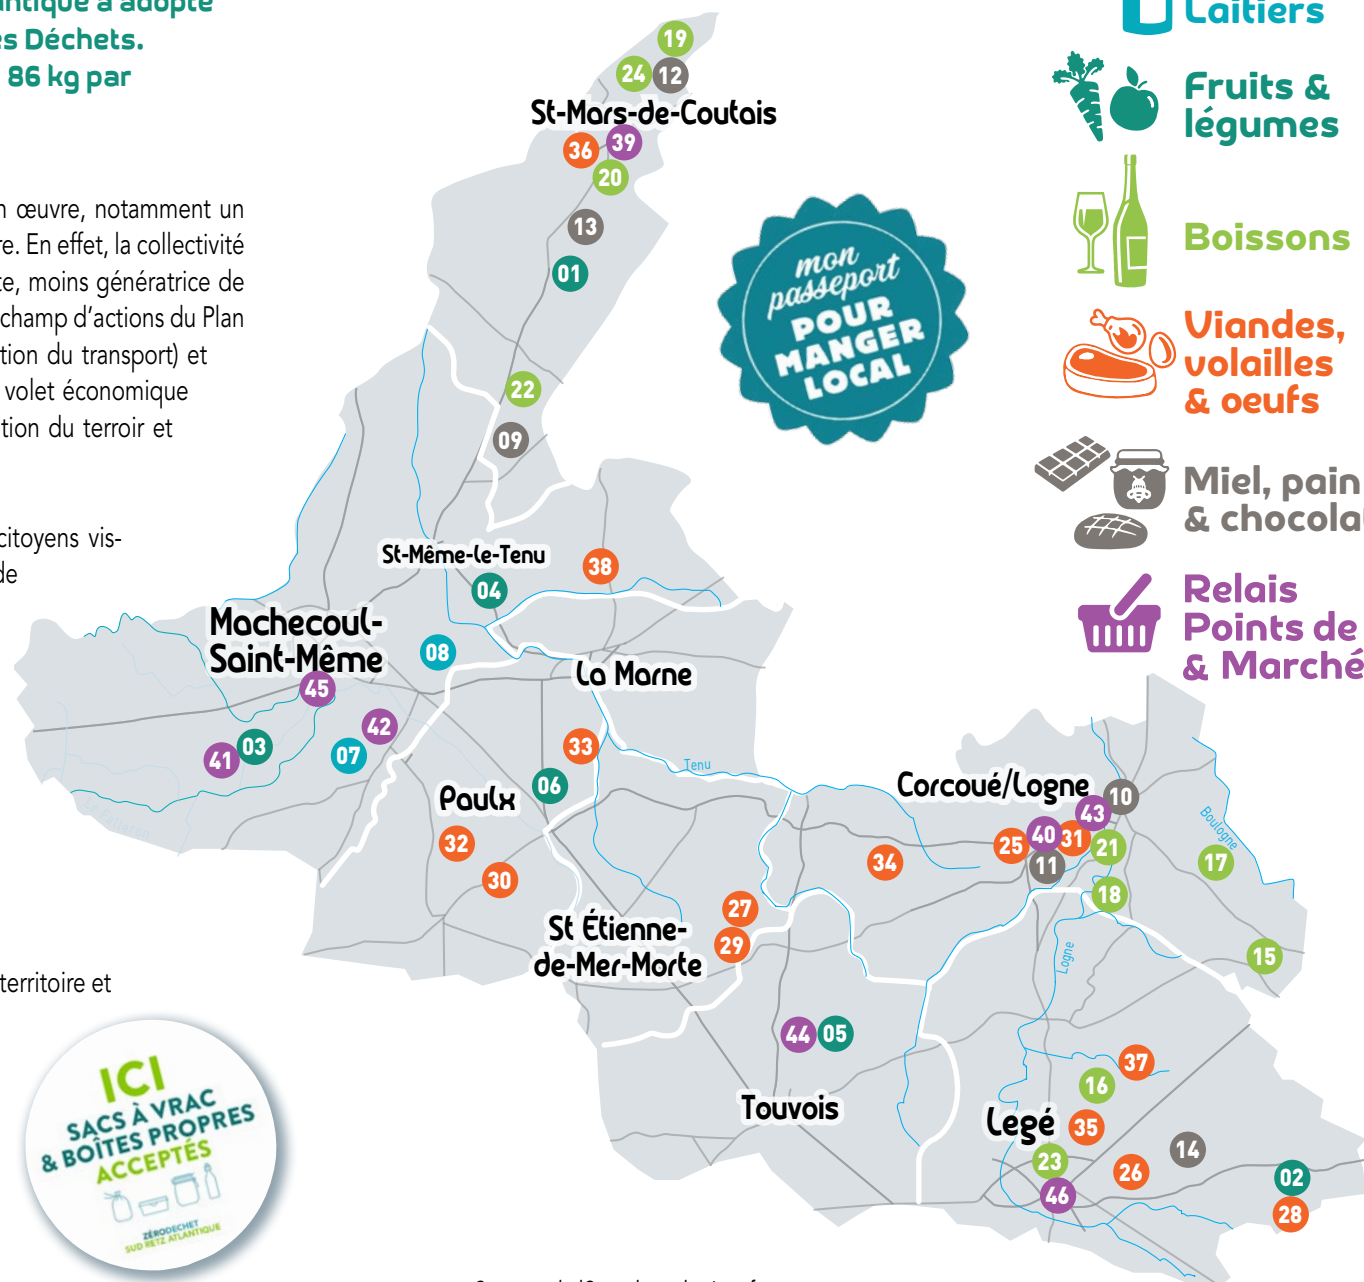 antique a adopté
es Déchets.
86 kg par
n œuvre, notamment un
re. En effet, la collectivité
te, moins génératrice de
champ d'actions du Plan
tion du transport) et
volet économique
tion du terroir et
citoyens vis-
de
territoire et
ICI
SACS À VRAC
& BOÎTES PROPRES
ACCEPTÉS
ZÉRODECHET
SUD RETZ ATLANTIQUE
19
24
12
St-Mars-de-Coutais
36
39
20
13
01
22
09
mon
passeport
POUR
MANGER
LOCAL
St-Même-le-Tenu
38
04
Machecoul-
Saint-Même
08
45
La Marne
42
41
03
07
33
06
Tenu
Paulx
32
30
Le Falleron
St Étienne-
de-Mer-Morte
27
29
34
Corcoué/Logne
10
43
40
31
25
21
11
Boulogne
17
18
15
Logne
44
05
Touvois
37
16
Legé
35
23
14
26
46
02
28
Laitiers
Fruits &
légumes
Boissons
Viandes,
volailles
& oeufs
Miel, pain
& chocola
Relais
Points de
& Marché